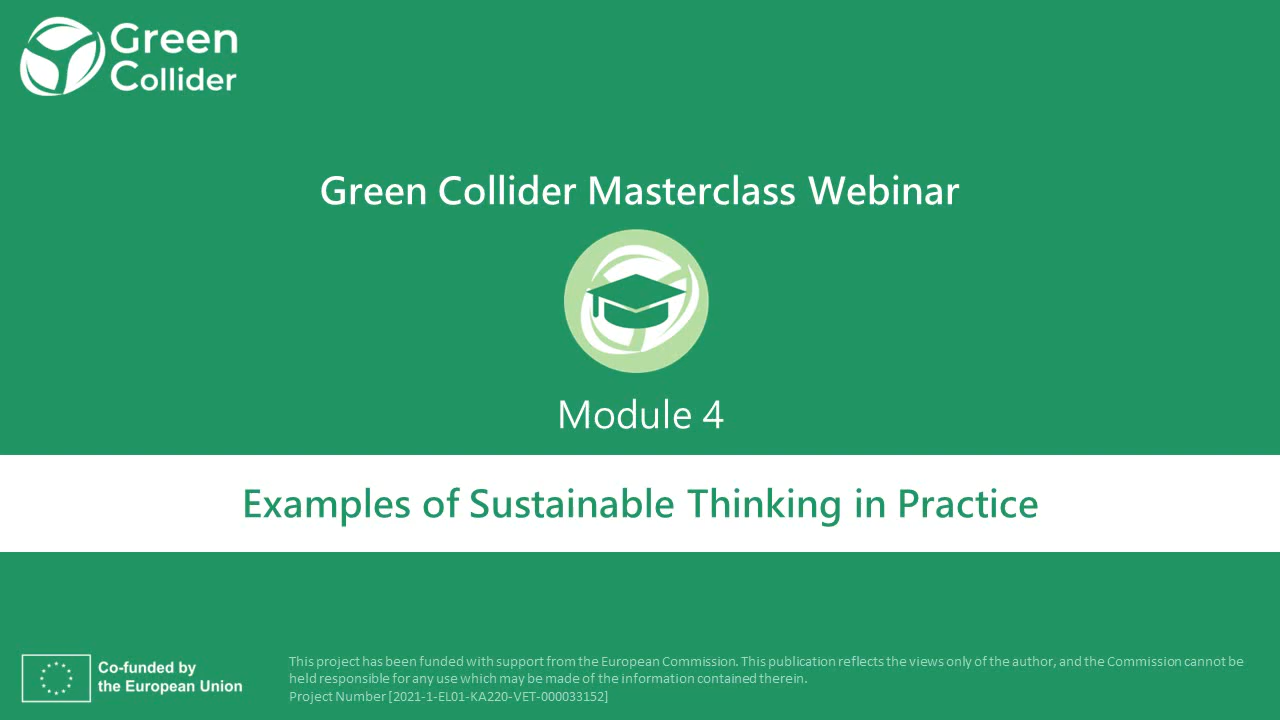 Green
Collider
Green Collider Masterclass Webinar
Module 4
Examples of Sustainable Thinking in Practice
Co-funded by
the European Union
This project has been funded with support from the European Commission. This publication reflects the views only of the author, and the Commission cannot be
held responsible for any use which may be made of the information contained therein.
Project Number [2021-1-EL01-KA220-VET-000033152]